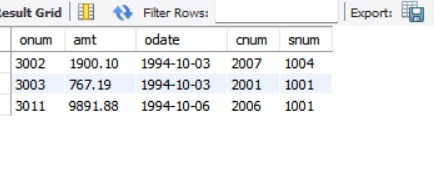 Result Grid Filter Rows: Export:
onum amt odate cnum snum
3002 1900.10 1994-10-03 2007 1004
3003 767.19 1994-10-03 2001 1001
3011 9891.88 1994-10-06 2006 1001